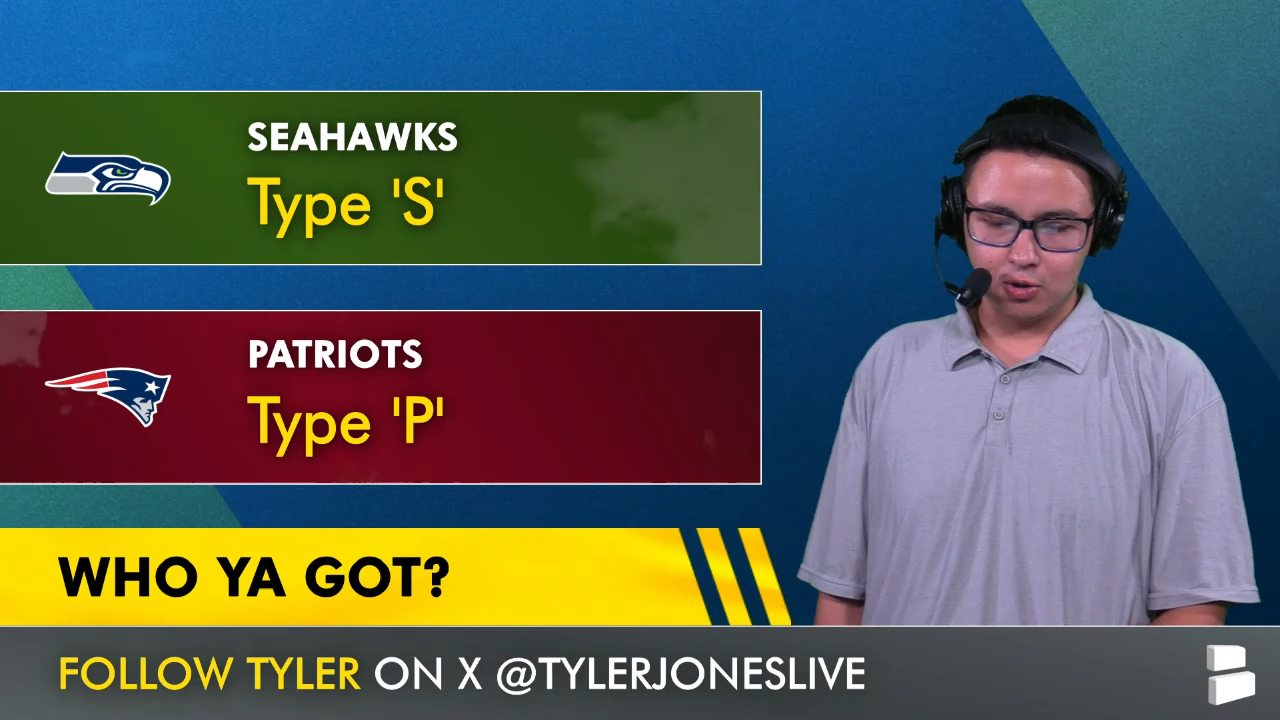 SEAHAWKS
Type 'S'
PATRIOTS
Type 'P'
WHO YA GOT?
FOLLOW TYLER ON X @TYLERJONESLIVE